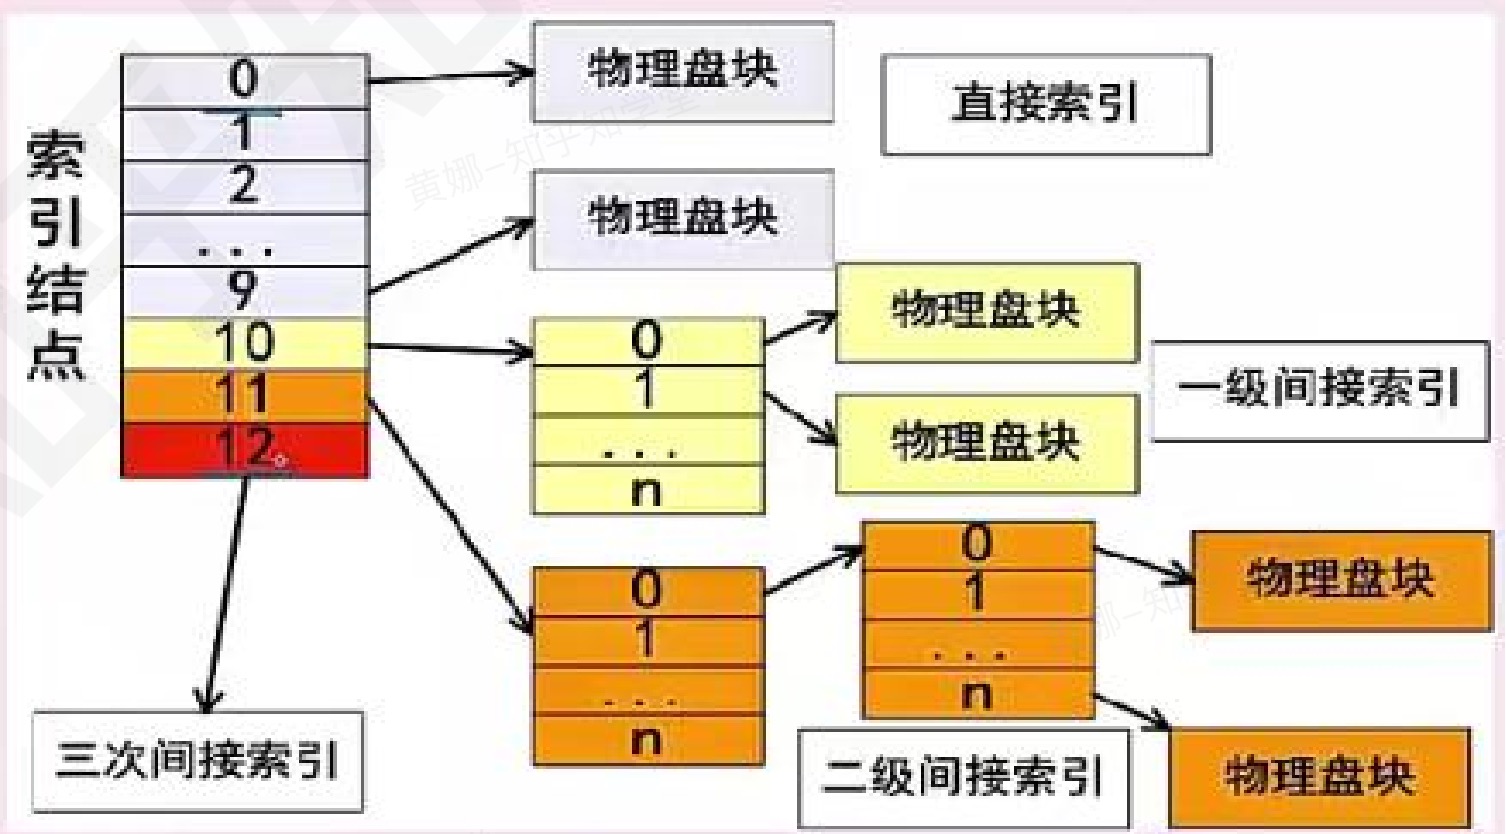 索引结点
0
1
2
...
9
10
11
12
物理盘块
物理盘块
直接索引
0
1
...
n
物理盘块
物理盘块
一级间接索引
0
1
...
n
0
1
...
n
物理盘块
物理盘块
二级间接索引
三次间接索引
黄娜-知乎知学堂
娜-知